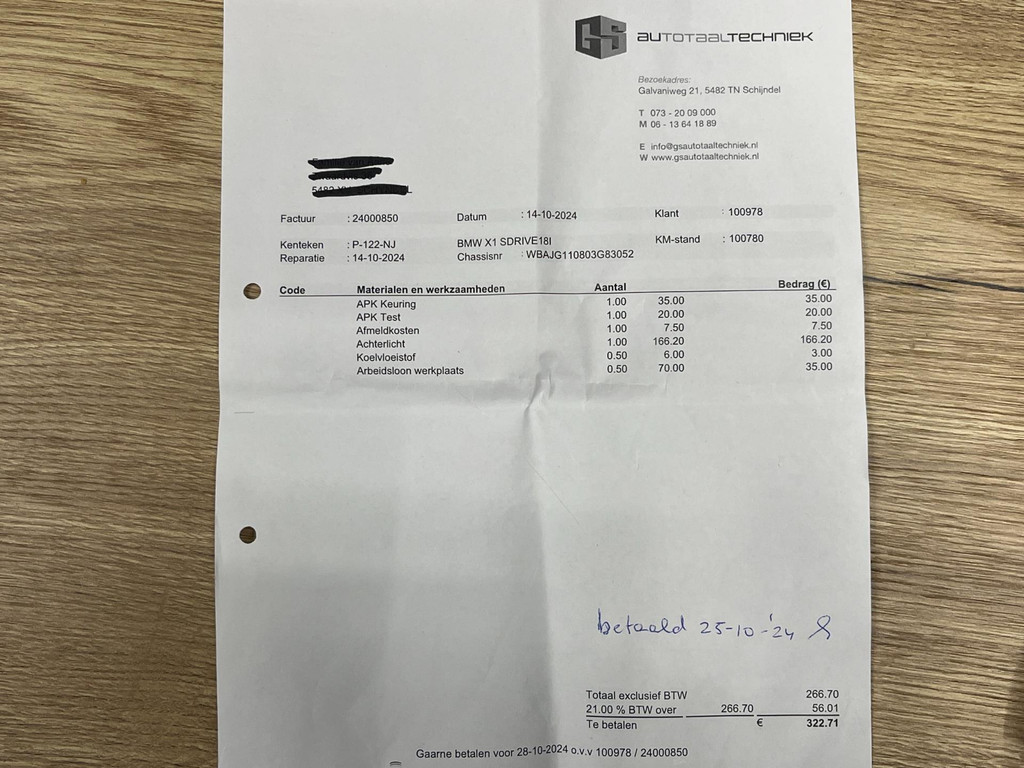 GS AUTOTAALTECHNIEK
Bezoekadres:
Galvaniweg 21, 5482 TN Schijndel
T 073 - 20 09 000
M 06 - 13 64 18 89
E info@gsautotaaltechniek.nl
W www.gsautotaaltechniek.nl
5482
Factuur : 24000850 Datum : 14-10-2024 Klant : 100978
Kenteken : P-122-NJ BMW X1 SDRIVE18I KM-stand : 100780
Reparatie : 14-10-2024 Chassisnr : WBAJG110803G83052
Code Materialen en werkzaamheden Aantal Bedrag (€)
APK Keuring 1.00 35.00 35.00
APK Test 1.00 20.00 20.00
Afmeldkosten 1.00 7.50 7.50
Achterlicht 1.00 166.20 166.20
Koelvloeistof 0.50 6.00 3.00
Arbeidsloon werkplaats 0.50 70.00 35.00
betaald 25-10-'24
Totaal exclusief BTW 266.70
21.00 % BTW over 266.70 56.01
Te betalen € 322.71
Gaarne betalen voor 28-10-2024 o.v.v 100978 / 24000850